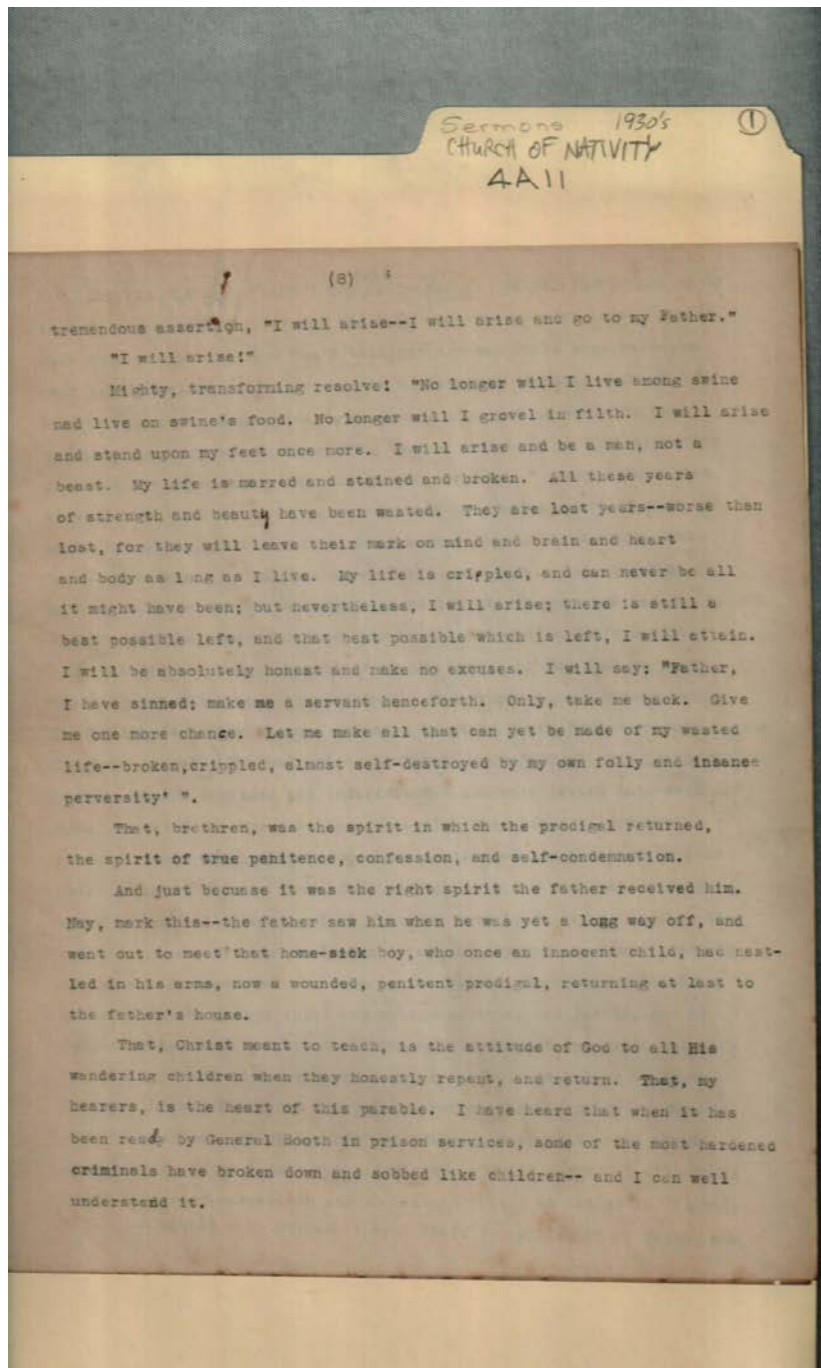 Sermons 1930's 1
CHURCH OF NATIVITY
4A11
(8)
tremendous assertion, "I will arise--I will arise and go to my Father."
"I will arise!"
Mighty, transforming resolve! "No longer will I live among swine
nad live on swine's food. No longer will I grovel in filth. I will arise
and stand upon my feet once more. I will arise and be a man, not a
beast. My life is marred and stained and broken. All these years
of strength and beauty have been wasted. They are lost years--worse than
lost, for they will leave their mark on mind and brain and heart
and body as l ng as I live. My life is crippled, and can never be all
it might have been; but nevertheless, I will arise; there is still a
best possible left, and that best possible which is left, I will attain.
I will be absolutely honest and make no excuses. I will say: "Father,
I have sinned; make me a servant henceforth. Only, take me back. Give
me one more chance. Let me make all that can yet be made of my wasted
life--broken,crippled, almost self-destroyed by my own folly and insane
perversity' ".
That, brethren, was the spirit in which the prodigal returned,
the spirit of true penitence, confession, and self-condemnation.
And just becuase it was the right spirit the father received him.
Nay, mark this--the father saw him when he was yet a long way off, and
went out to meet that home-sick boy, who once an innocent child, had nest-
led in his arms, now a wounded, penitent prodigal, returning at last to
the father's house.
That, Christ meant to teach, is the attitude of God to all His
wandering children when they honestly repent, and return. That, my
hearers, is the heart of this parable. I have heard that when it has
been read by General Booth in prison services, some of the most hardened
criminals have broken down and sobbed like children-- and I can well
understand it.